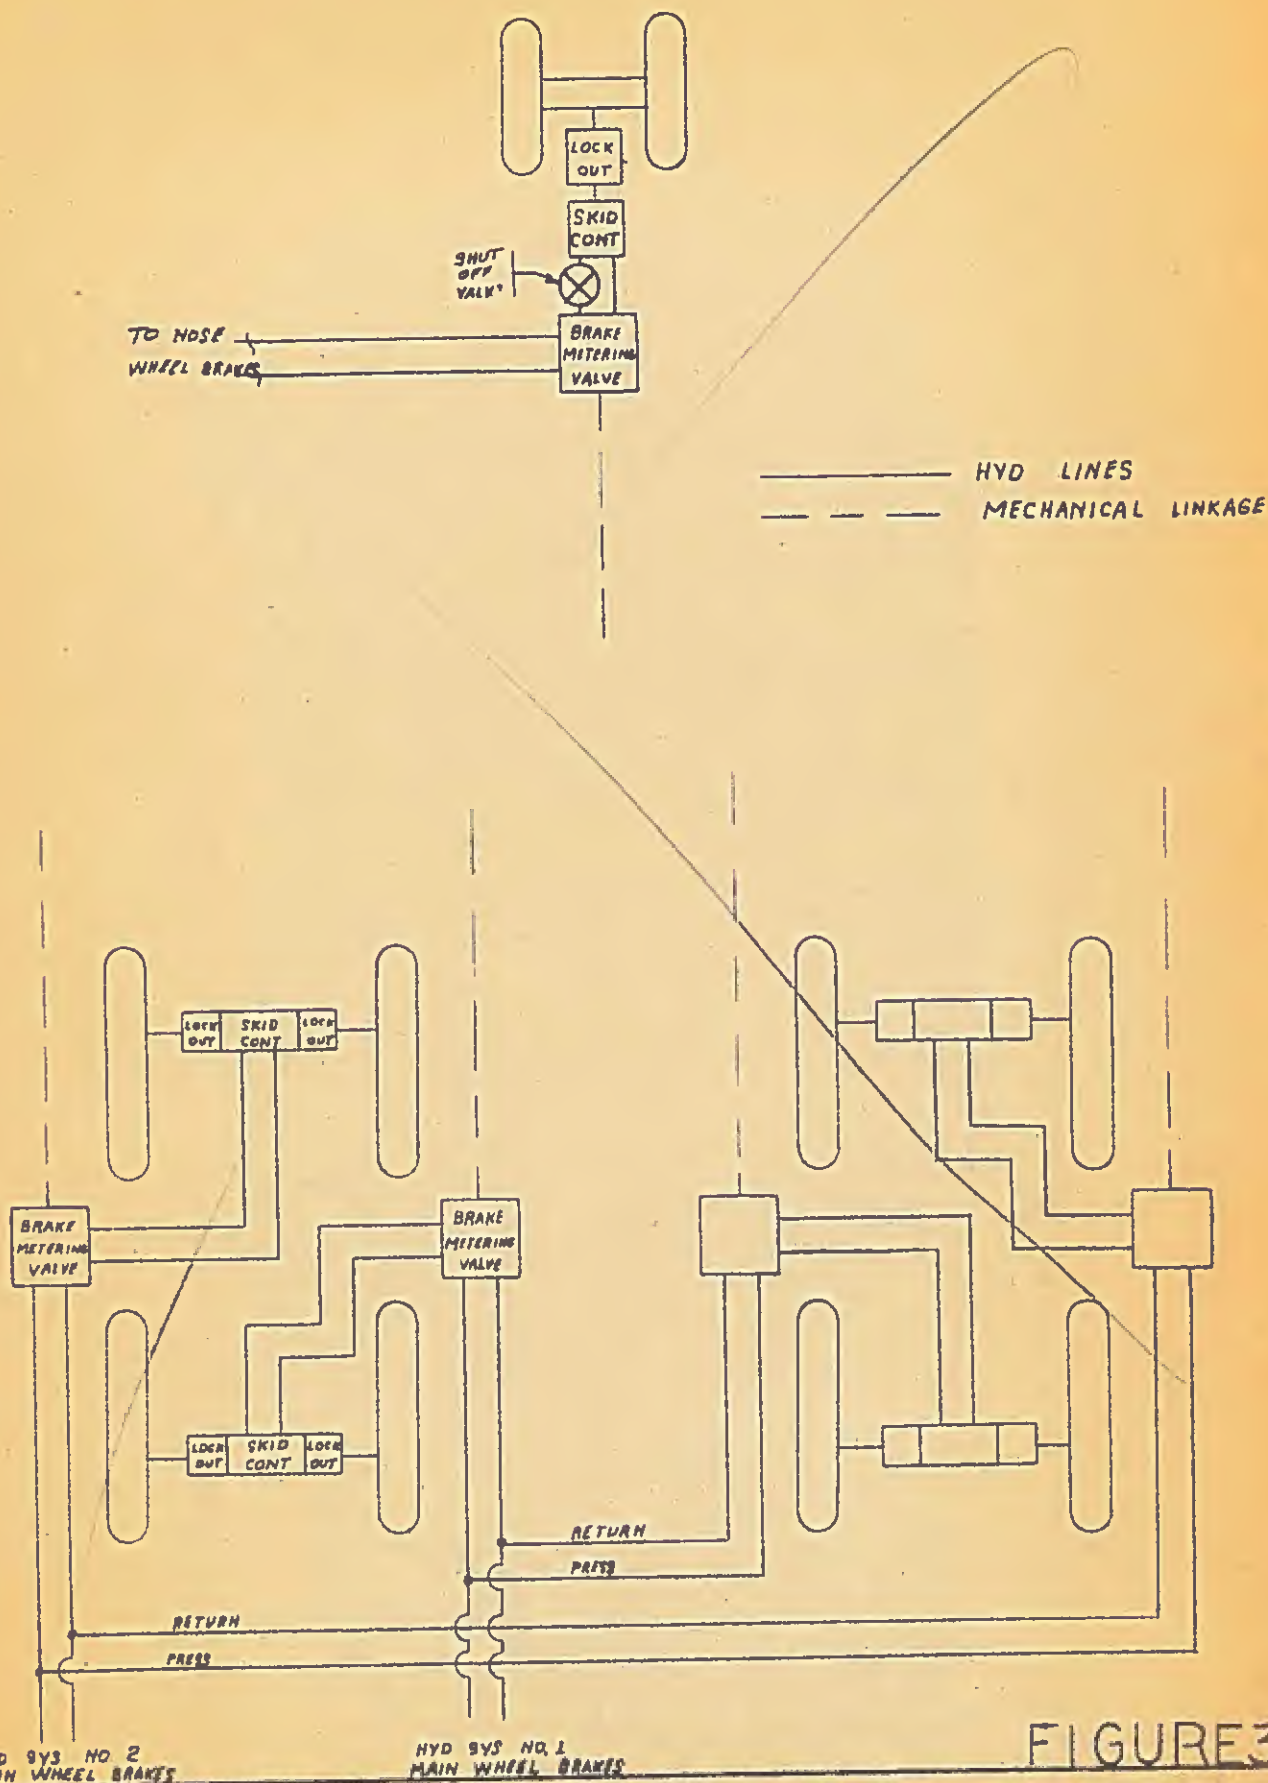 LOCK
OUT
SKID
CONT
SHUT
OFF
TO NOSE
WHEEL BRAKES
BRAKE
METERING
VALVE
HYD LINES
MECHANICAL LINKAGE
LOCK
OUT
SKID
CONT
LOCK
OUT
BRAKE
METERING
VALVE
BRAKE
METERING
VALVE
LOCK
OUT
SKID
CONT
LOCK
OUT
RETURN
PRESS
RETURN
PRESS
D SYS NO 2
IN WHEEL BRAKES
HYD SYS NO. 1
MAIN WHEEL BRAKES
FIGURE 3